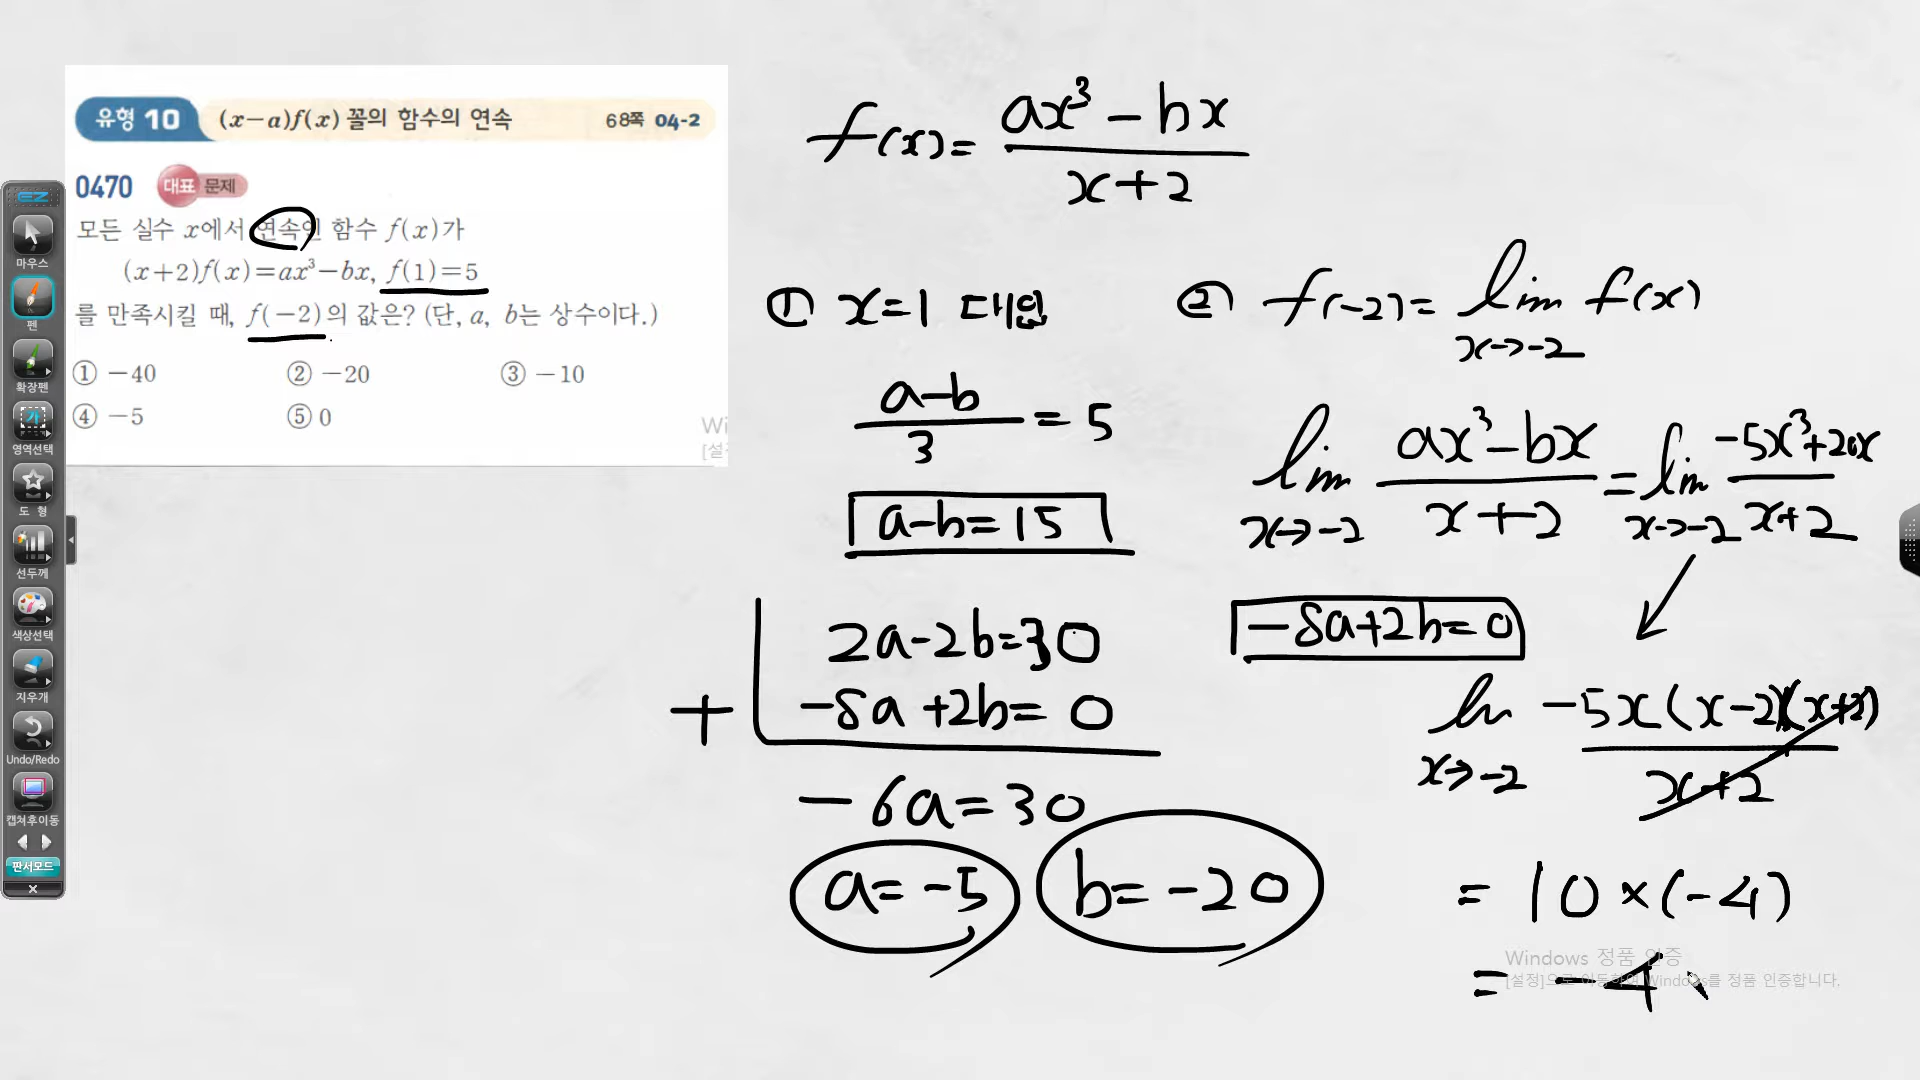 유형 10 (x-a)f(x) 꼴의 함수의 연속 68쪽 04-2
0470 대표 문제
모든 실수 x에서 연속인 함수 f(x)가
(x+2)f(x)=ax³-bx, f(1)=5
를 만족시킬 때, f(-2)의 값은? (단, a, b는 상수이다.)
① -40 ② -20 ③ -10
④ -5 ⑤ 0
Wi
[설
EZ
마우스
펜
확장펜
가
영역선택
도 형
선두께
색상선택
지우개
Undo/Redo
캡쳐후이동
판서모드
X
f(x)= ax³-bx
x+2
① x=1 대입
a-b = 5
3
a-b=15
2a-2b=30
+ -8a+2b=0
-6a=30
a=-5 b=-20
② f(-2)= lim f(x)
x→-2
lim ax³-bx = lim -5x³+20x
x→-2 x+2 x→-2 x+2
-8a+2b=0
lim -5x(x-2)(x+2)
x→-2 x+2
= 10×(-4)
= -4
Windows 정품 인증
[설정]으로 이동하여 Windows를 정품 인증합니다.